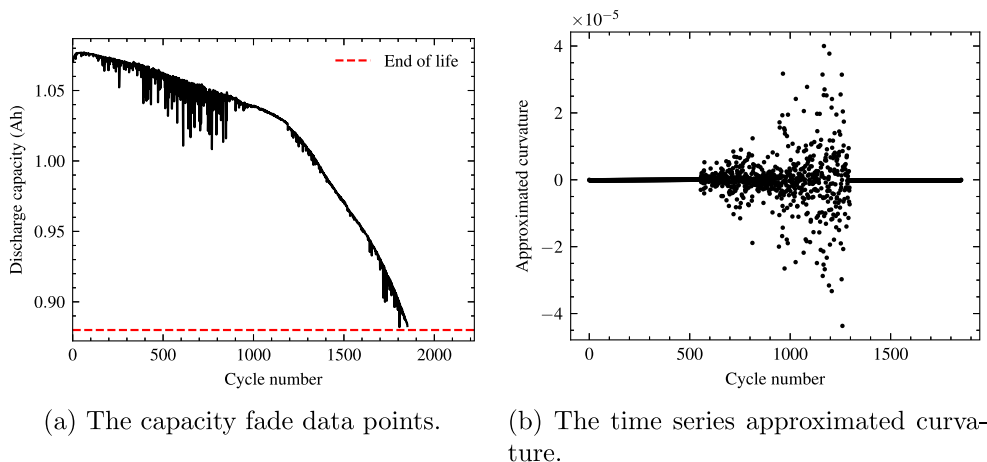 Discharge capacity (Ah)
1.05
1.00
0.95
0.90
End of life
0 500 1000 1500 2000
Cycle number
(a) The capacity fade data points.
×10⁻⁵
Approximated curvature
4
2
0
−2
−4
0 500 1000 1500
Cycle number
(b) The time series approximated curva-
ture.